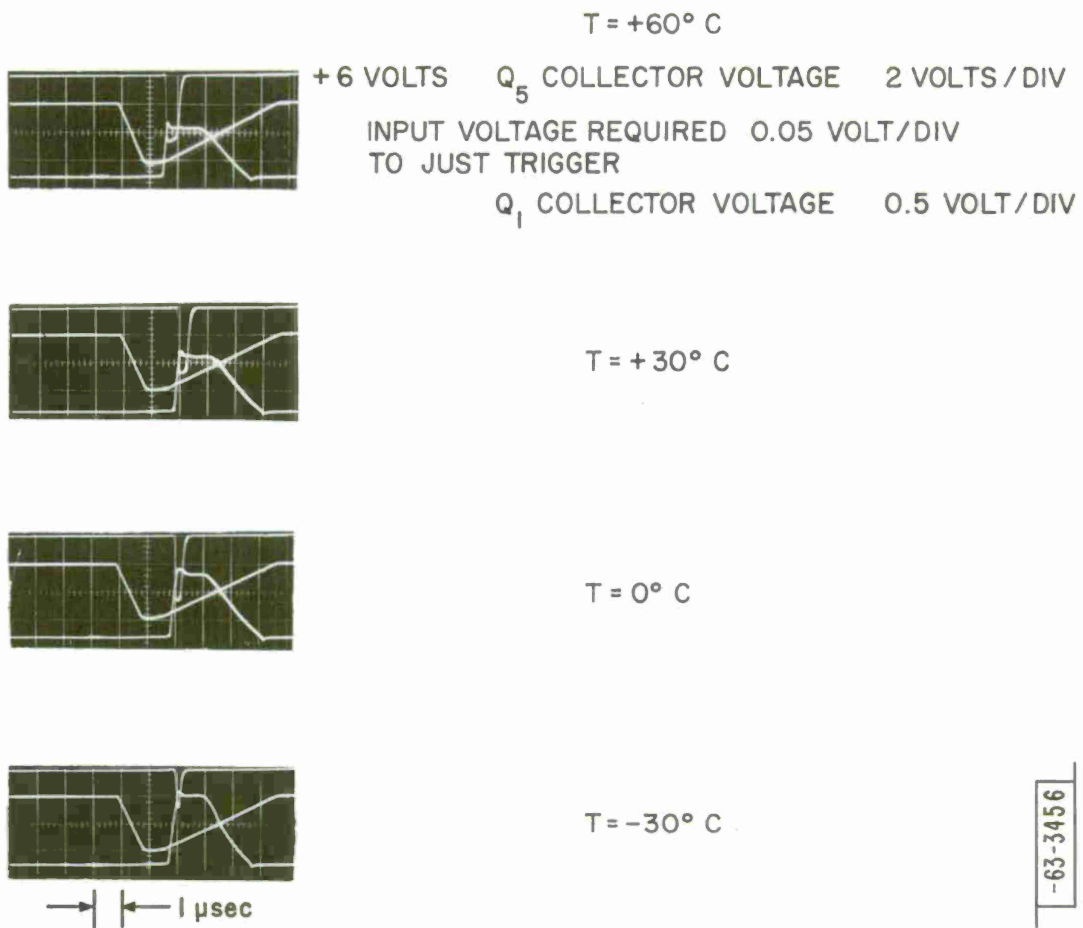 T = +60° C
+6 VOLTS Q5 COLLECTOR VOLTAGE 2 VOLTS/DIV
INPUT VOLTAGE REQUIRED 0.05 VOLT/DIV
TO JUST TRIGGER
Q1 COLLECTOR VOLTAGE 0.5 VOLT/DIV
T = +30° C
T = 0° C
T = -30° C
1 μsec
-63-3456